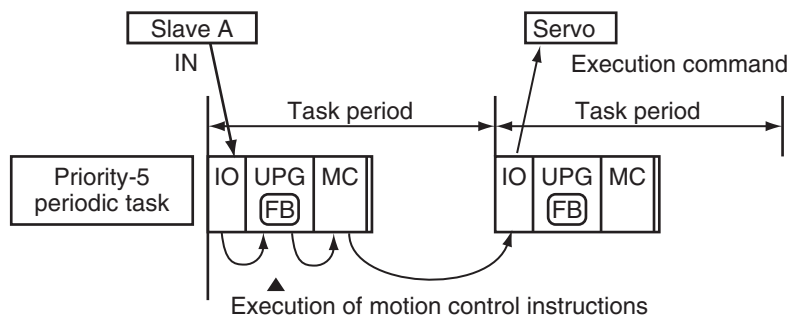 Slave A
Servo
IN
Execution command
Task period
Task period
Priority-5
periodic task
IO UPG MC
FB
IO UPG MC
FB
Execution of motion control instructions